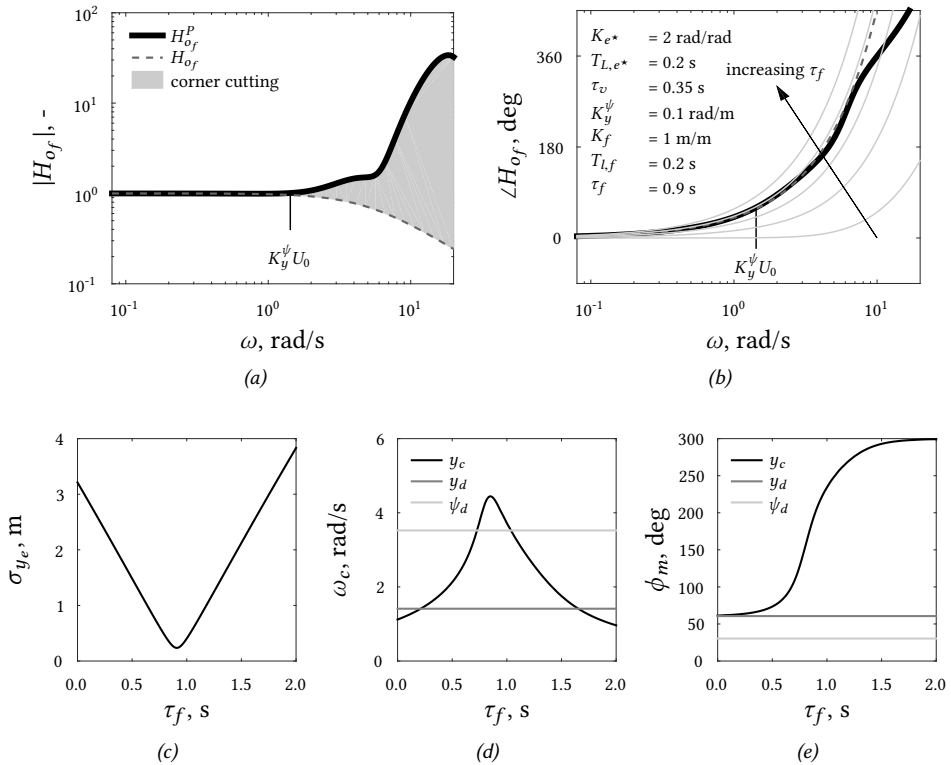 |H_{o_f}|, -
10^2
10^1
10^0
10^{-1}
H^P_{o_f}
H_{o_f}
corner cutting
K^ψ_y U_0
10^{-1}
10^0
10^1
ω, rad/s
(a)
∠H_{o_f}, deg
360
180
0
K_{e⋆} = 2 rad/rad
T_{L,e⋆} = 0.2 s
τ_v = 0.35 s
K^ψ_y = 0.1 rad/m
K_f = 1 m/m
T_{l,f} = 0.2 s
τ_f = 0.9 s
increasing τ_f
K^ψ_y U_0
10^{-1}
10^0
10^1
ω, rad/s
(b)
σ_{y_e}, m
4
3
2
1
0
0.0 0.5 1.0 1.5 2.0
τ_f, s
(c)
ω_c, rad/s
6
4
2
0
y_c
y_d
ψ_d
0.0 0.5 1.0 1.5 2.0
τ_f, s
(d)
ϕ_m, deg
300
250
200
150
100
50
0
y_c
y_d
ψ_d
0.0 0.5 1.0 1.5 2.0
τ_f, s
(e)